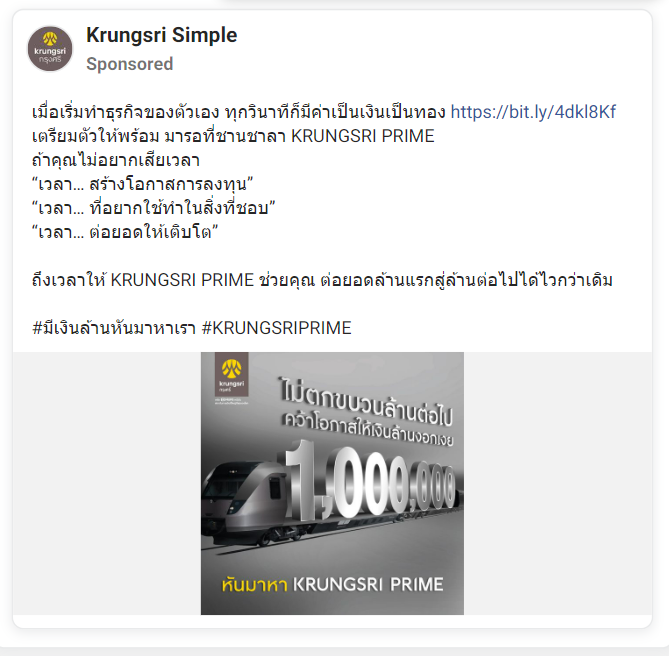 Krungsri Simple
krungsri
กรุงศรี
Sponsored
เมื่อเริ่มทำธุรกิจของตัวเอง ทุกวินาทีก็มีค่าเป็นเงินเป็นทอง https://bit.ly/4dkl8Kf
เตรียมตัวให้พร้อม มารอที่ชานชาลา KRUNGSRI PRIME
ถ้าคุณไม่อยากเสียเวลา
“เวลา... สร้างโอกาสการลงทุน”
“เวลา... ที่อยากใช้ทำในสิ่งที่ชอบ”
“เวลา... ต่อยอดให้เติบโต”
ถึงเวลาให้ KRUNGSRI PRIME ช่วยคุณ ต่อยอดล้านแรกสู่ล้านต่อไปได้ไวกว่าเดิม
#มีเงินล้านหันมาหาเรา #KRUNGSRIPRIME
krungsri
กรุงศรี
ไม่ตกขบวนล้านต่อไป
คว้าโอกาสให้เงินล้านงอกเงย
1,000,000
หันมาหา KRUNGSRI PRIME